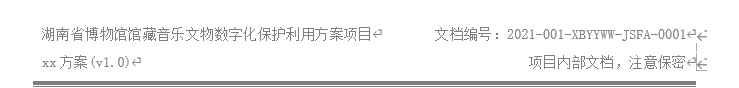 湖南省博物馆馆藏音乐文物数字化保护利用方案项目 文档编号：2021-001-XBYYWW-JSFA-0001
xx 方案(v1.0) 项目内部文档，注意保密